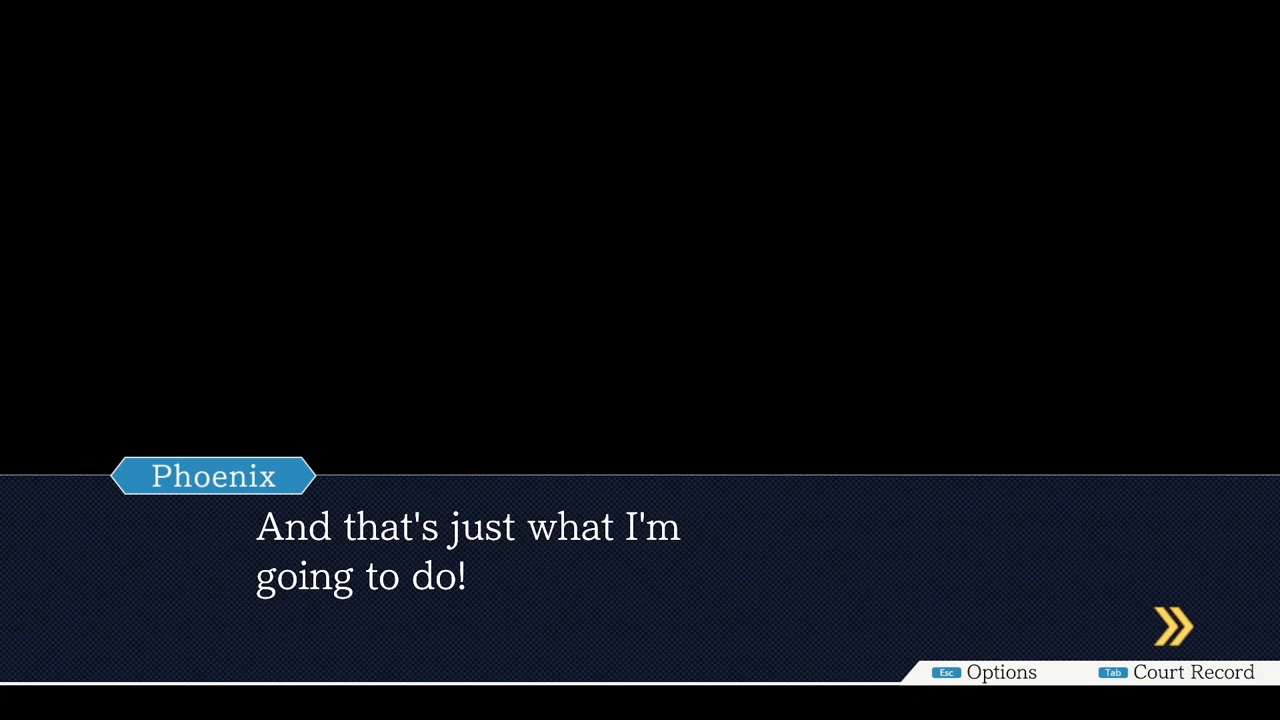 Phoenix
And that's just what I'm
going to do!
Esc Options Tab Court Record